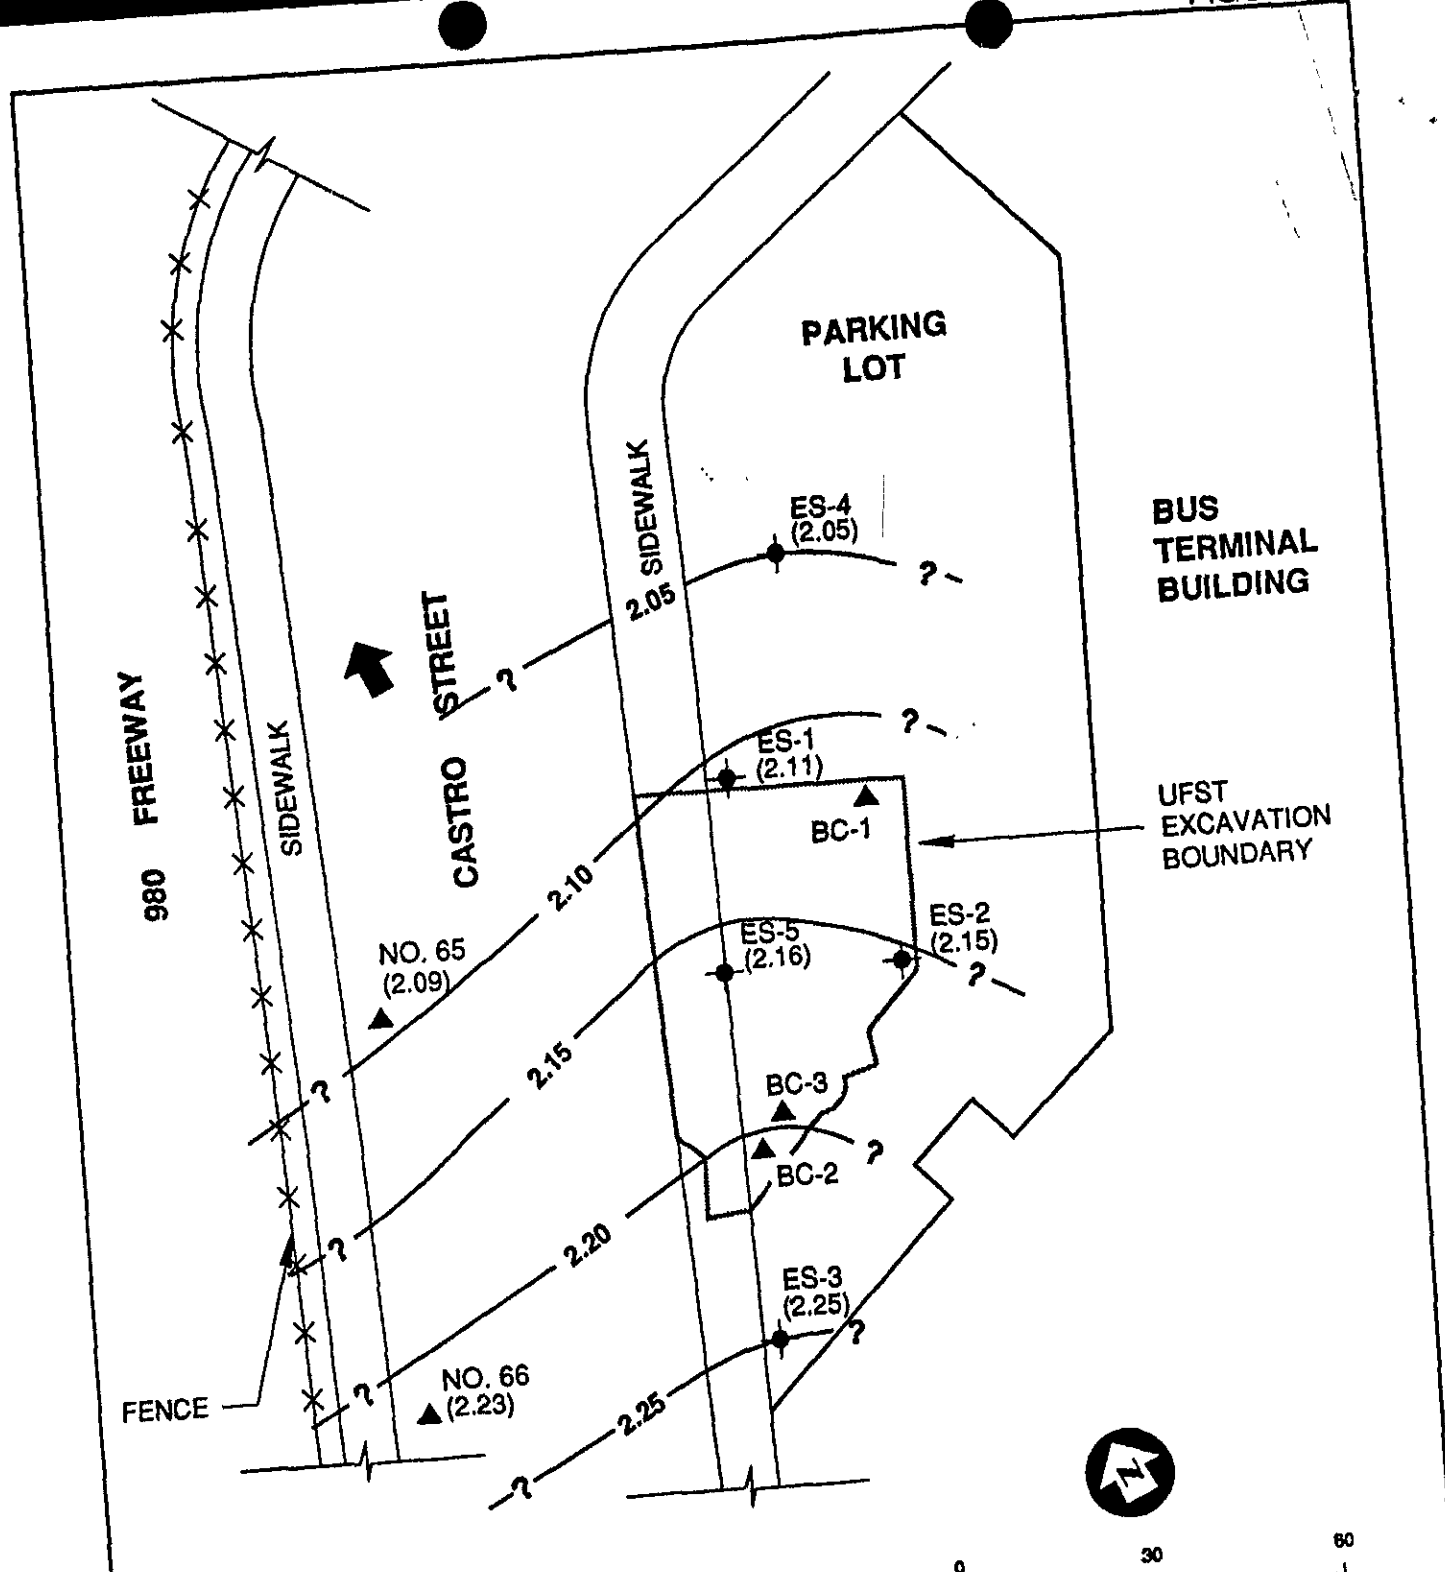 PARKING
LOT
SIDEWALK
ES-4
(2.05)
BUS
TERMINAL
BUILDING
?
2.05
?
CASTRO STREET
980 FREEWAY
SIDEWALK
?
ES-1
(2.11)
UFST
EXCAVATION
BOUNDARY
BC-1
2.10
ES-2
(2.15)
ES-5
(2.16)
NO. 65
(2.09)
?
2.15
?
BC-3
?
BC-2
2.20
?
ES-3
(2.25)
?
NO. 66
(2.23)
?
FENCE
2.25
?
Z
0 30 60